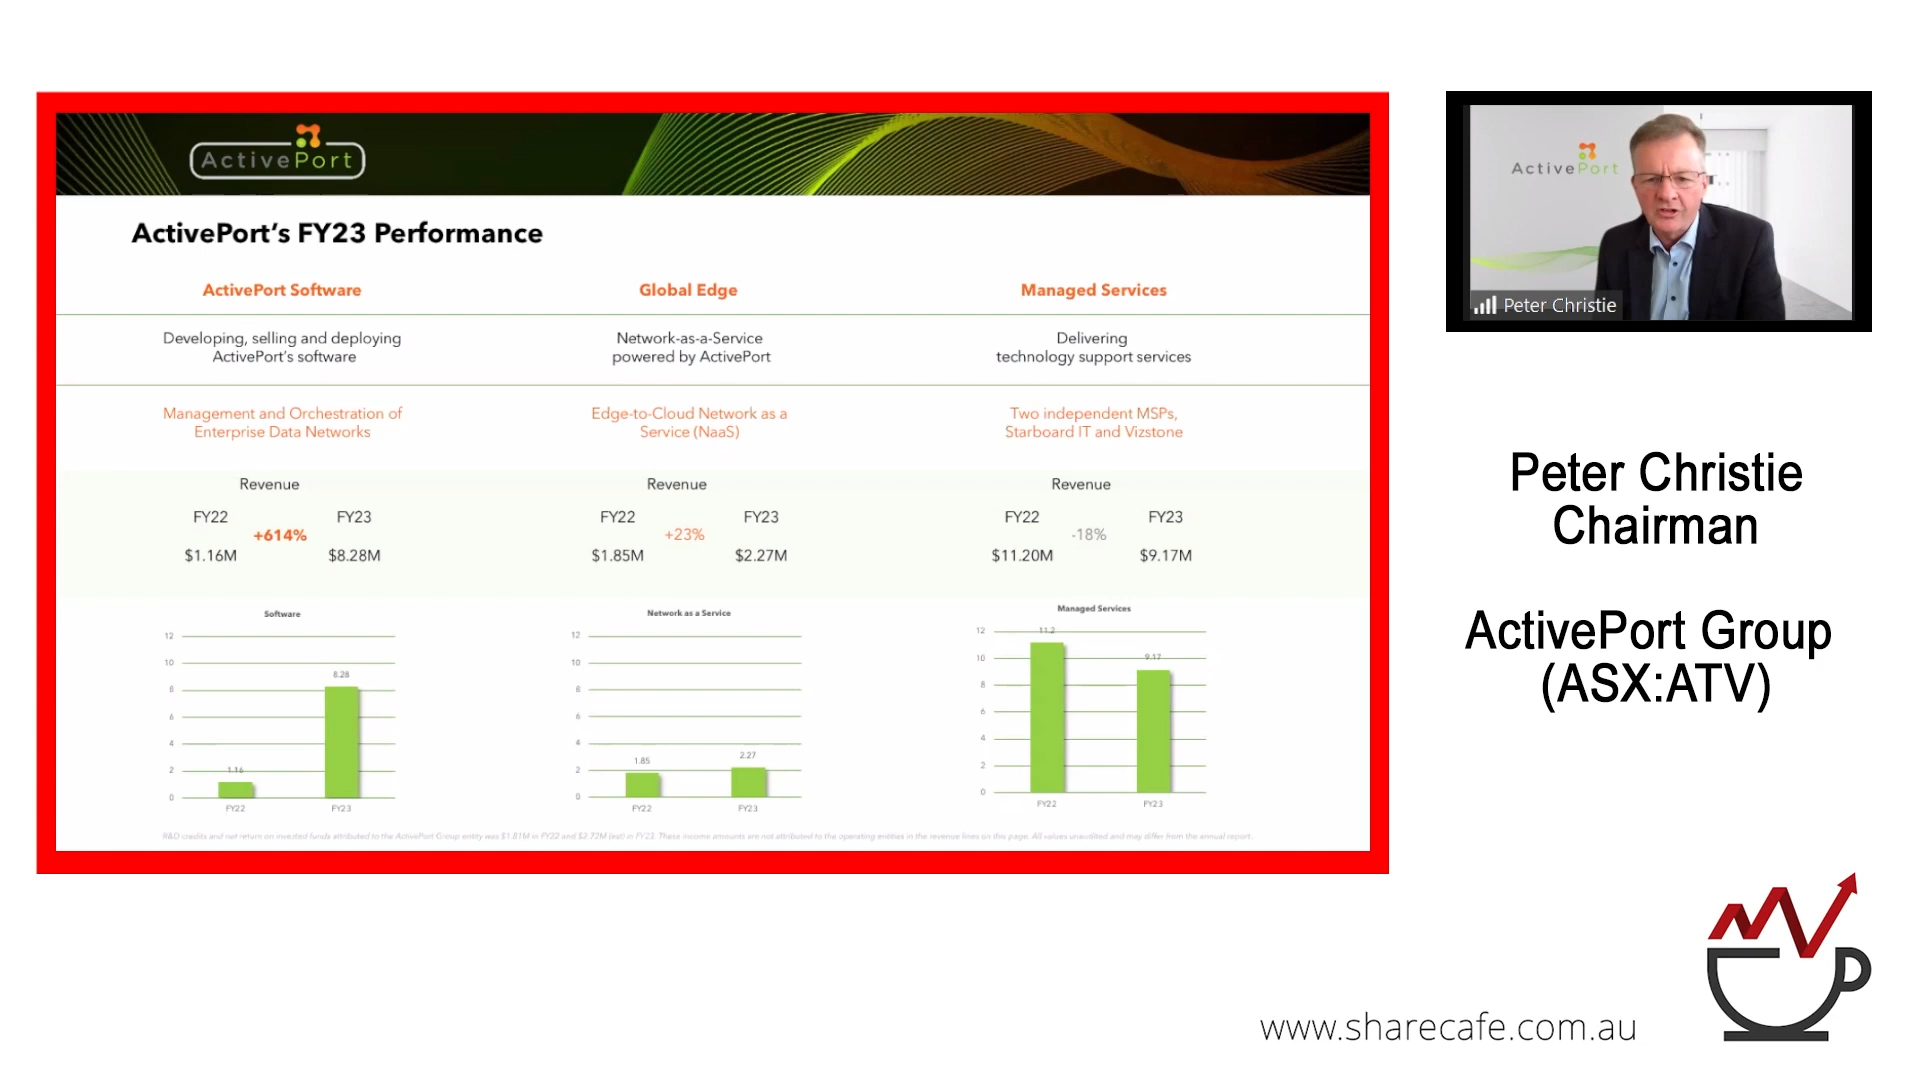 ActivePort
ActivePort's FY23 Performance
ActivePort Software
Developing, selling and deploying
ActivePort's software
Management and Orchestration of
Enterprise Data Networks
Revenue
FY22
+614%
FY23
$1.16M
$8.28M
Software
12
10
8
6
4
2
0
1.16
8.28
FY22
FY23
Global Edge
Network-as-a-Service
powered by ActivePort
Edge-to-Cloud Network as a
Service (NaaS)
Revenue
FY22
+23%
FY23
$1.85M
$2.27M
Network as a Service
12
10
8
6
4
2
0
1.85
2.27
FY22
FY23
Managed Services
Delivering
technology support services
Two independent MSPs,
Starboard IT and Vizstone
Revenue
FY22
-18%
FY23
$11.20M
$9.17M
Managed Services
12
10
8
6
4
2
0
11.2
9.17
FY22
FY23
R&D credits and net return on invested funds attributed to the ActivePort Group entity was $1.81M in FY22 and $2.72M (est) in FY23. These income amounts are not attributed to the operating entities in the revenue lines on this page. All values unaudited and may differ from the annual report.
ActivePort
Peter Christie
Peter Christie
Chairman
ActivePort Group
(ASX:ATV)
www.sharecafe.com.au